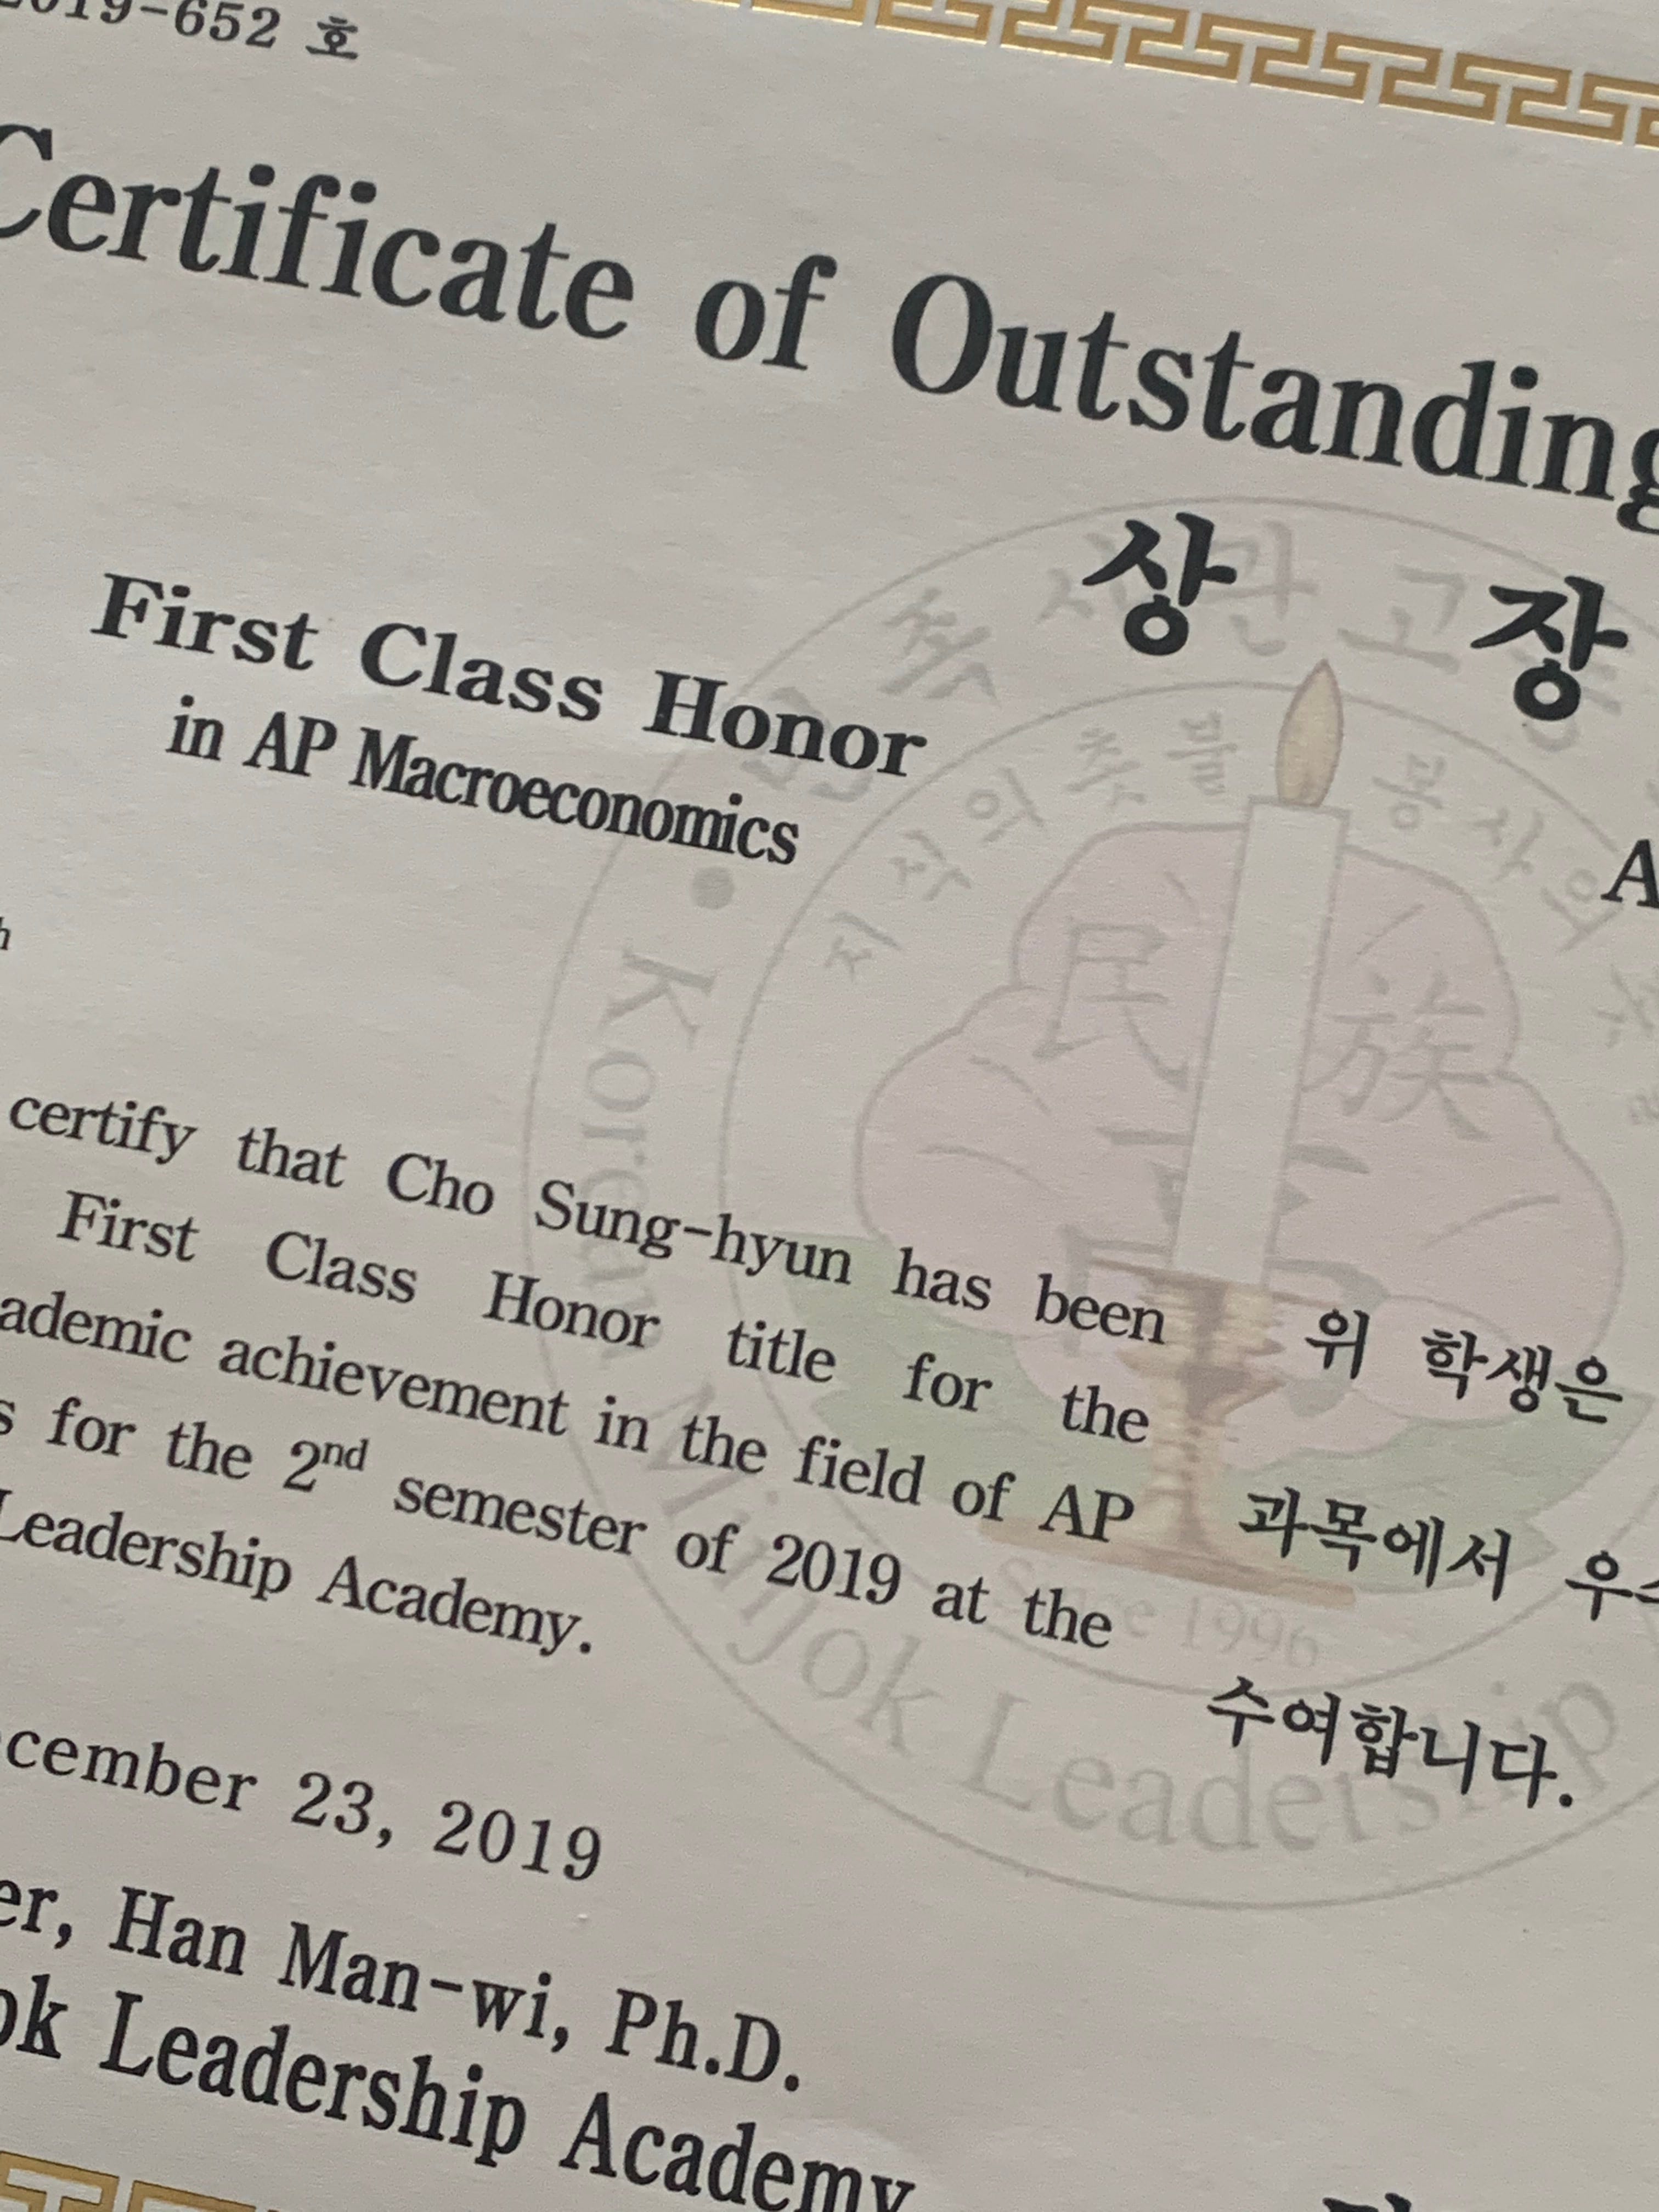 2019-652 호
Certificate of Outstanding
상 장
First Class Honor
in AP Macroeconomics
certify that Cho Sung-hyun has been
First Class Honor title for the
ademic achievement in the field of AP
s for the 2nd semester of 2019 at the
Leadership Academy.
위 학생은
과목에서
수여합니다.
cember 23, 2019
er, Han Man-wi, Ph.D.
ok Leadership Academy
民族
Korean Minjok Leadership
Since 1996